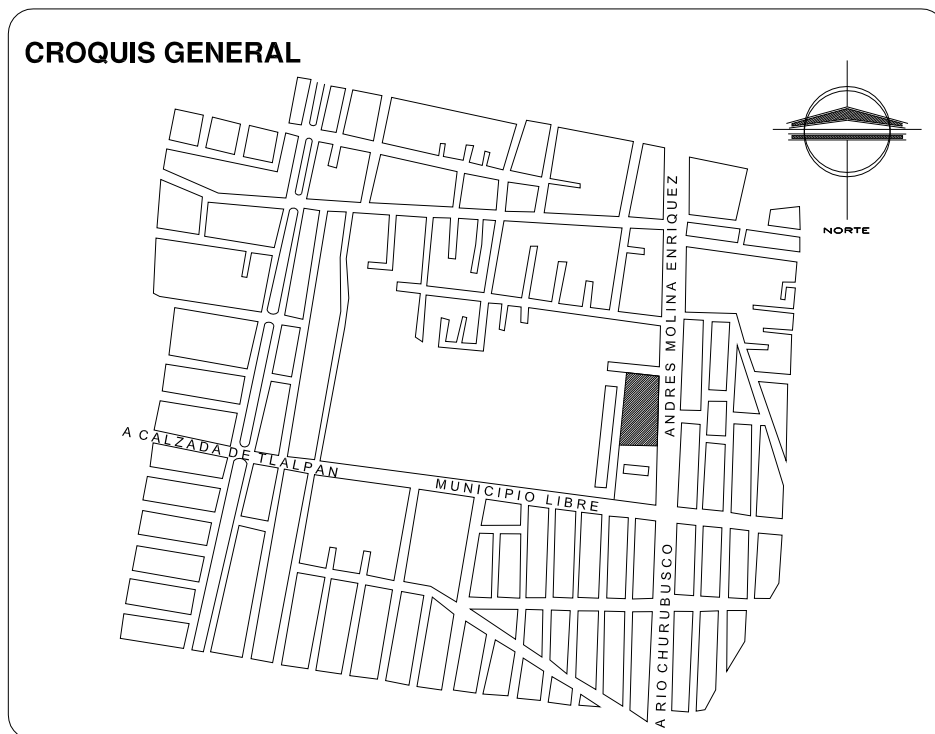 CROQUIS GENERAL
NORTE
ANDRES MOLINA ENRIQUEZ
A CALZADA DE TLALPAN
MUNICIPIO LIBRE
A RIO CHURUBUSCO